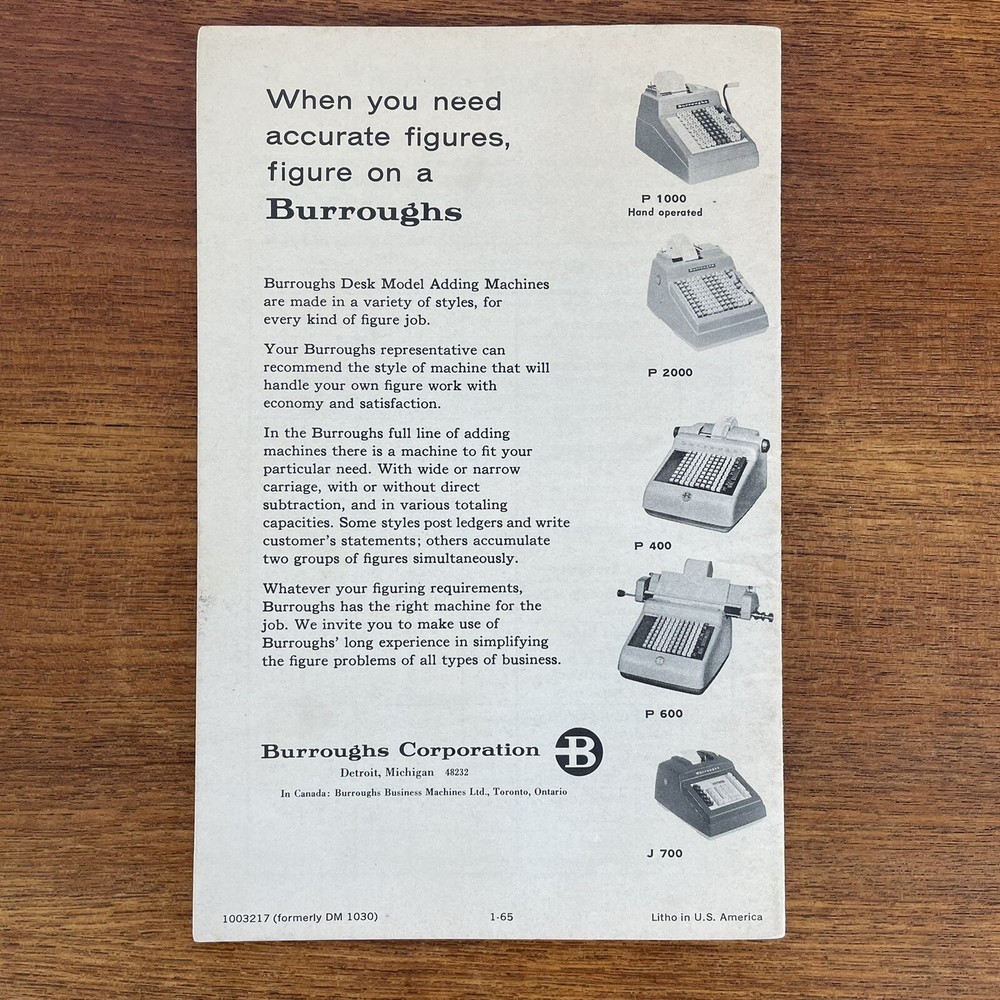 When you need
accurate figures,
figure on a
Burroughs
Burroughs Desk Model Adding Machines
are made in a variety of styles, for
every kind of figure job.
Your Burroughs representative can
recommend the style of machine that will
handle your own figure work with
economy and satisfaction.
In the Burroughs full line of adding
machines there is a machine to fit your
particular need. With wide or narrow
carriage, with or without direct
subtraction, and in various totaling
capacities. Some styles post ledgers and write
customer's statements; others accumulate
two groups of figures simultaneously.
Whatever your figuring requirements,
Burroughs has the right machine for the
job. We invite you to make use of
Burroughs' long experience in simplifying
the figure problems of all types of business.
Burroughs Corporation B
Detroit, Michigan 48232
In Canada: Burroughs Business Machines Ltd., Toronto, Ontario
Burroughs
P 1000
Hand operated
Burroughs
P 2000
P 400
P 600
Burroughs
J 700
1003217 (formerly DM 1030) 1-65 Litho in U.S. America